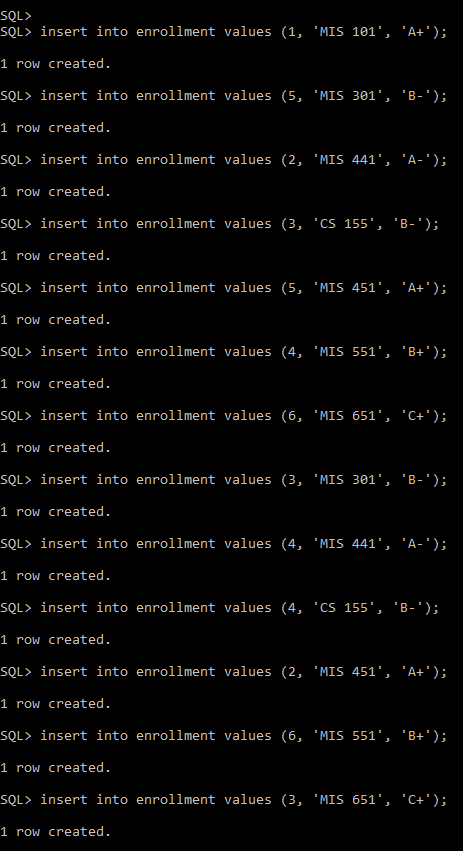 SQL>
SQL> insert into enrollment values (1, 'MIS 101', 'A+');
1 row created.
SQL> insert into enrollment values (5, 'MIS 301', 'B-');
1 row created.
SQL> insert into enrollment values (2, 'MIS 441', 'A-');
1 row created.
SQL> insert into enrollment values (3, 'CS 155', 'B-');
1 row created.
SQL> insert into enrollment values (5, 'MIS 451', 'A+');
1 row created.
SQL> insert into enrollment values (4, 'MIS 551', 'B+');
1 row created.
SQL> insert into enrollment values (6, 'MIS 651', 'C+');
1 row created.
SQL> insert into enrollment values (3, 'MIS 301', 'B-');
1 row created.
SQL> insert into enrollment values (4, 'MIS 441', 'A-');
1 row created.
SQL> insert into enrollment values (4, 'CS 155', 'B-');
1 row created.
SQL> insert into enrollment values (2, 'MIS 451', 'A+');
1 row created.
SQL> insert into enrollment values (6, 'MIS 551', 'B+');
1 row created.
SQL> insert into enrollment values (3, 'MIS 651', 'C+');
1 row created.